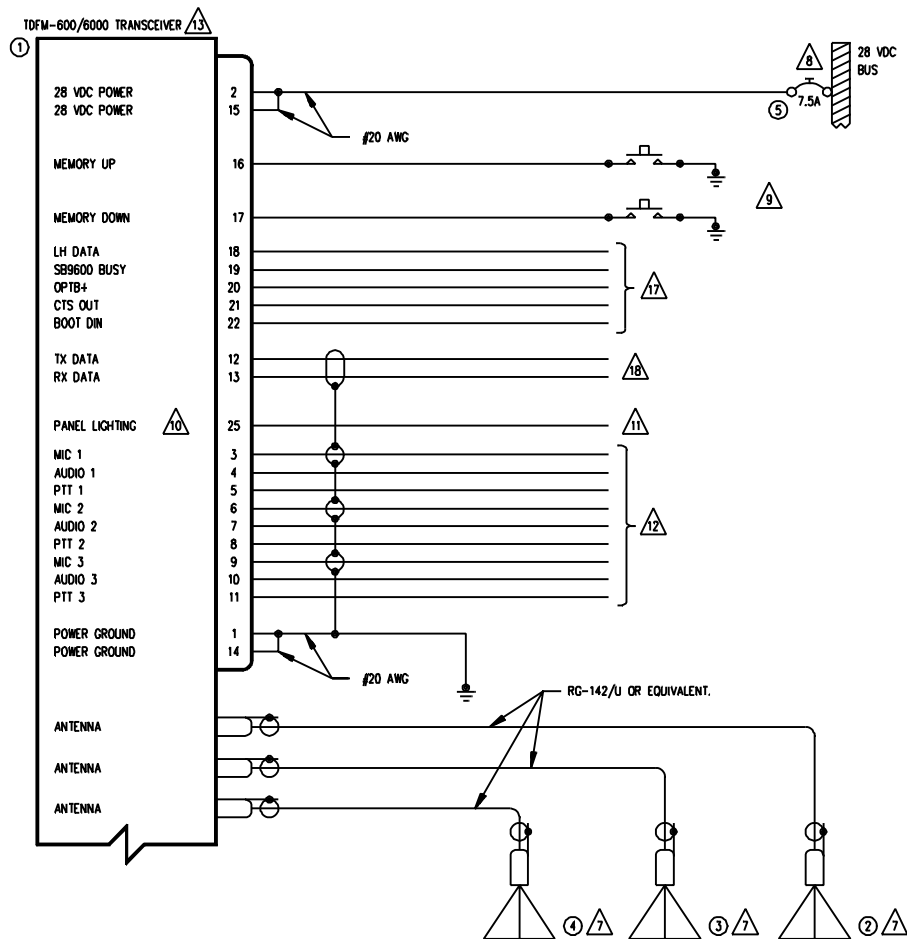 TDFM-600/6000 TRANSCEIVER 13
1
28 VDC POWER 2
28 VDC POWER 15
#20 AWG
8
28 VDC
BUS
5 7.5A
MEMORY UP 16
9
MEMORY DOWN 17
LH DATA 18
SB9600 BUSY 19
OPTB+ 20
CTS OUT 21
BOOT DIN 22
17
TX DATA 12
RX DATA 13
18
PANEL LIGHTING 10 25 11
MIC 1 3
AUDIO 1 4
PTT 1 5
MIC 2 6
AUDIO 2 7
PTT 2 8
MIC 3 9
AUDIO 3 10
PTT 3 11
12
POWER GROUND 1
POWER GROUND 14
#20 AWG
RG-142/U OR EQUIVALENT.
ANTENNA
ANTENNA
ANTENNA
4 7 3 7 2 7